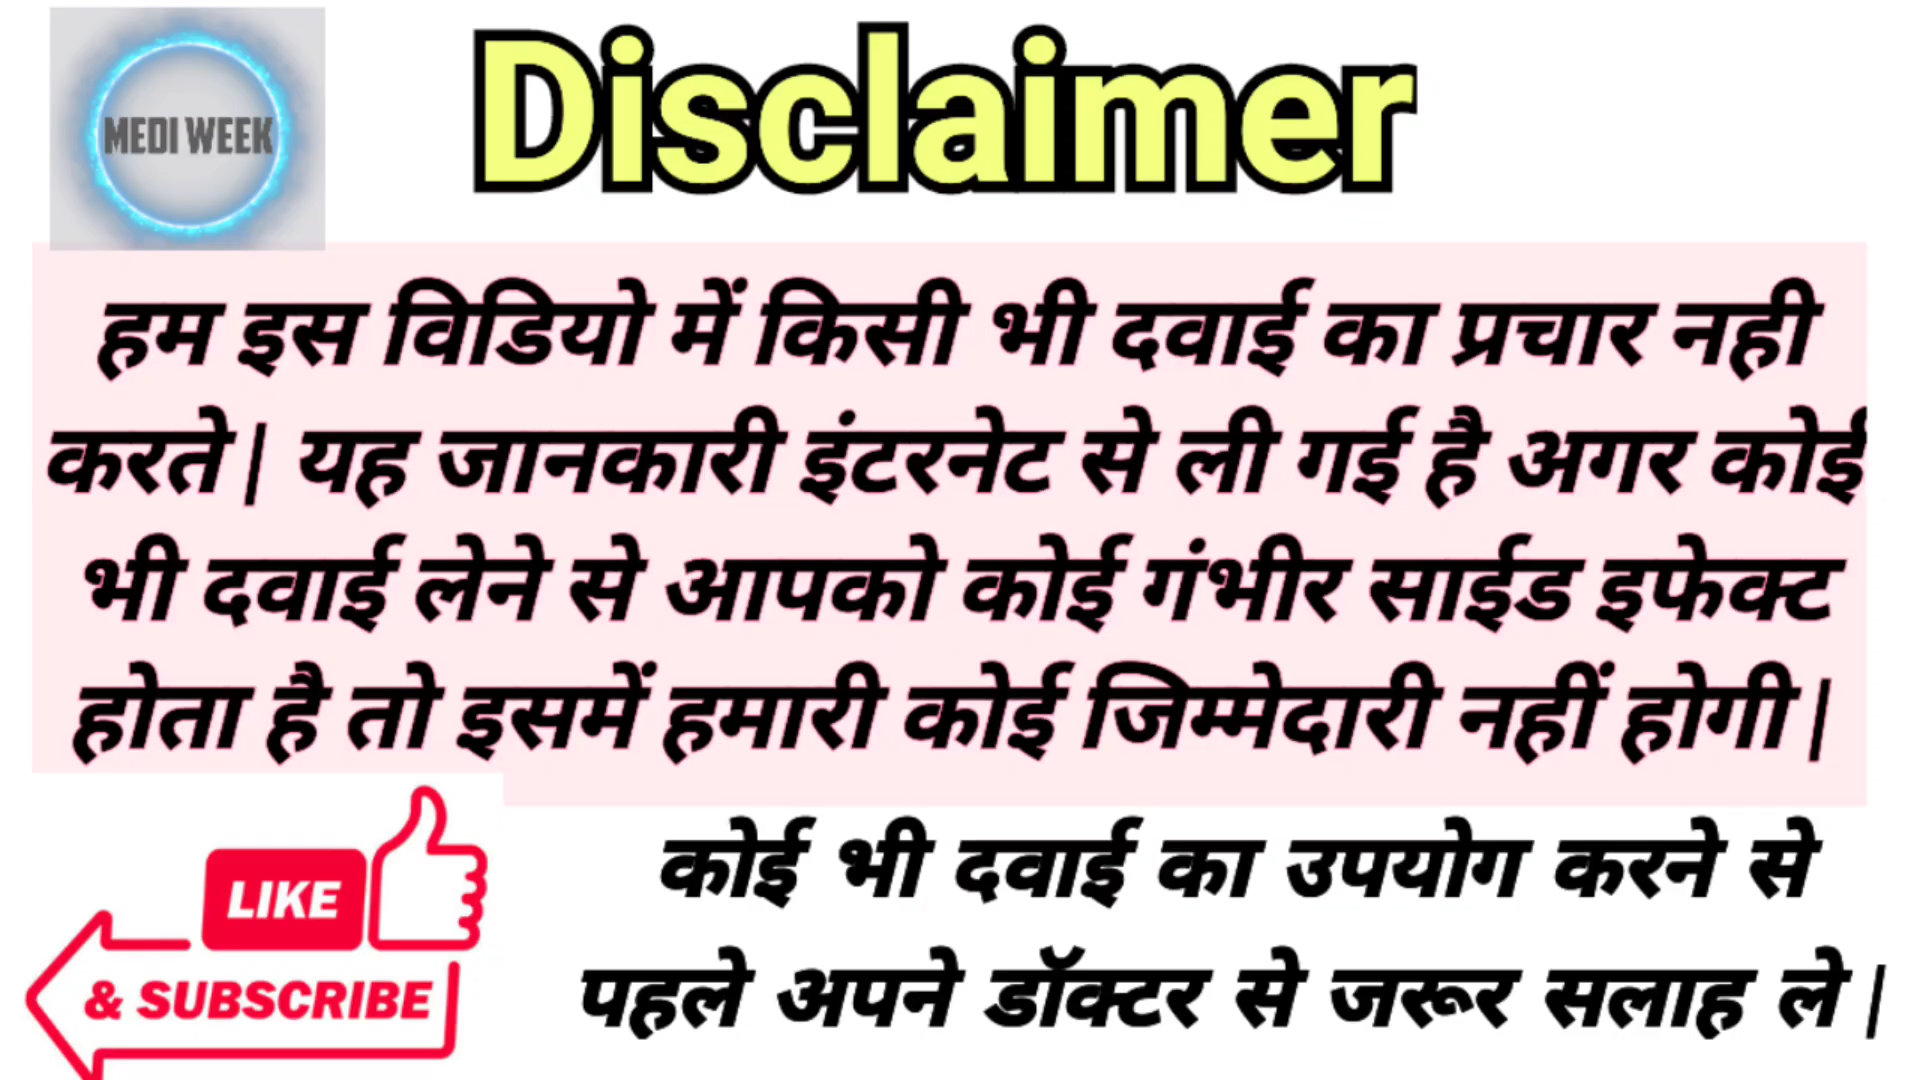 MEDI WEEK
Disclaimer
हम इस विडियो में किसी भी दवाई का प्रचार नही
करते| यह जानकारी इंटरनेट से ली गई है अगर कोई
भी दवाई लेने से आपको कोई गंभीर साईड इफेक्ट
होता है तो इसमें हमारी कोई जिम्मेदारी नहीं होगी|
कोई भी दवाई का उपयोग करने से
पहले अपने डॉक्टर से जरूर सलाह ले|
LIKE
& SUBSCRIBE